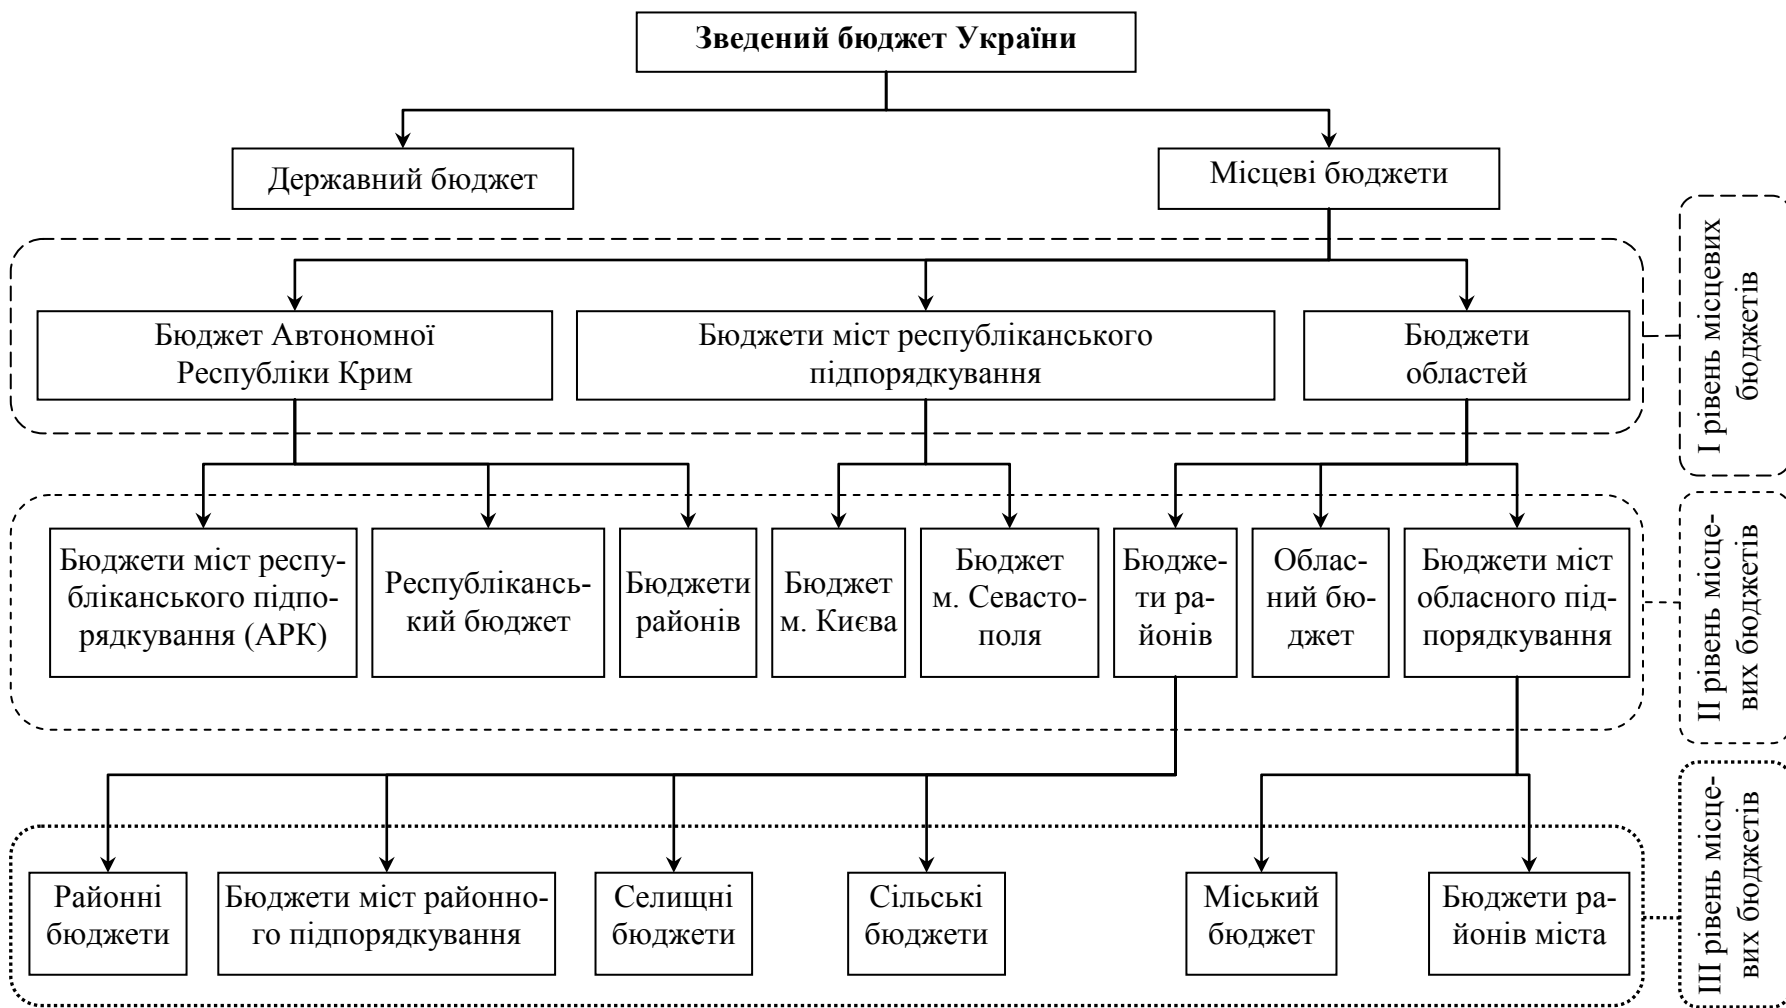 Зведений бюджет України
Державний бюджет
Місцеві бюджети
Бюджет Автономної
Республіки Крим
Бюджети міст республіканського
підпорядкування
Бюджети
областей
І рівень місцевих
бюджетів
Бюджети міст респу-
бліканського підпо-
рядкування (АРК)
Республікансь-
кий бюджет
Бюджети
районів
Бюджет
м. Києва
Бюджет
м. Севасто-
поля
Бюдже-
ти ра-
йонів
Облас-
ний бю-
джет
Бюджети міст
обласного під-
порядкування
ІІ рівень місце-
вих бюджетів
Районні
бюджети
Бюджети міст районно-
го підпорядкування
Селищні
бюджети
Сільські
бюджети
Міський
бюджет
Бюджети ра-
йонів міста
ІІІ рівень місце-
вих бюджетів